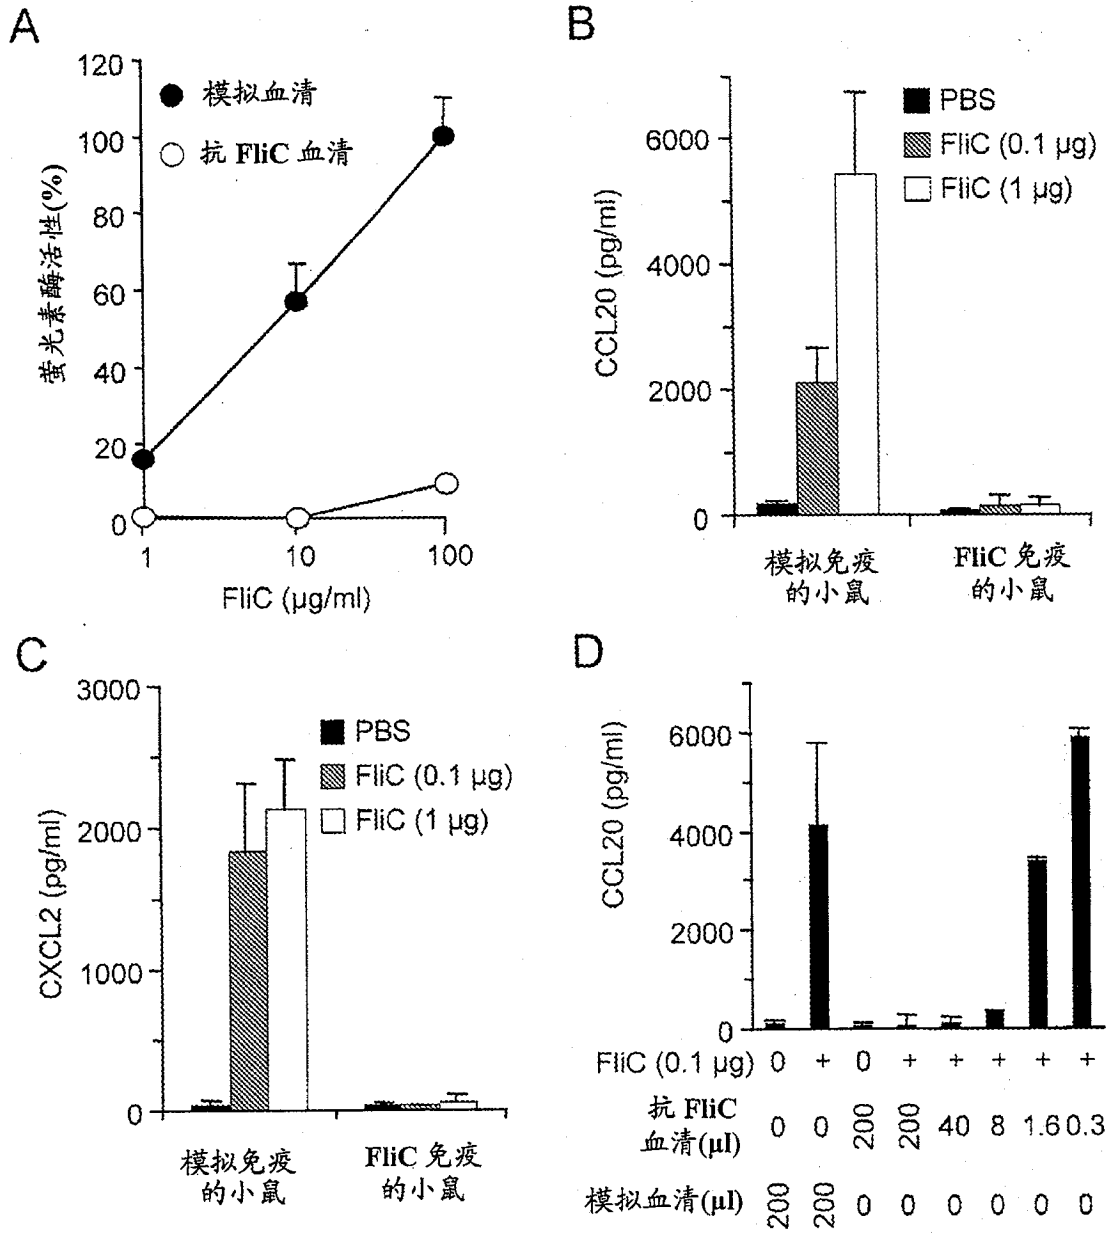 A
120
100
80
60
40
20
0
萤光素酶活性(%)
模拟血清
抗 FliC 血清
1 10 100
FliC (µg/ml)
B
6000
4000
2000
0
CCL20 (pg/ml)
PBS
FliC (0.1 µg)
FliC (1 µg)
模拟免疫
的小鼠
FliC 免疫
的小鼠
C
3000
2000
1000
0
CXCL2 (pg/ml)
PBS
FliC (0.1 µg)
FliC (1 µg)
模拟免疫
的小鼠
FliC 免疫
的小鼠
D
6000
4000
2000
0
CCL20 (pg/ml)
FliC (0.1 µg) 0 + 0 + + + + +
抗 FliC
血清(µl) 0 0 200 200 40 8 1.6 0.3
模拟血清(µl) 200 200 0 0 0 0 0 0